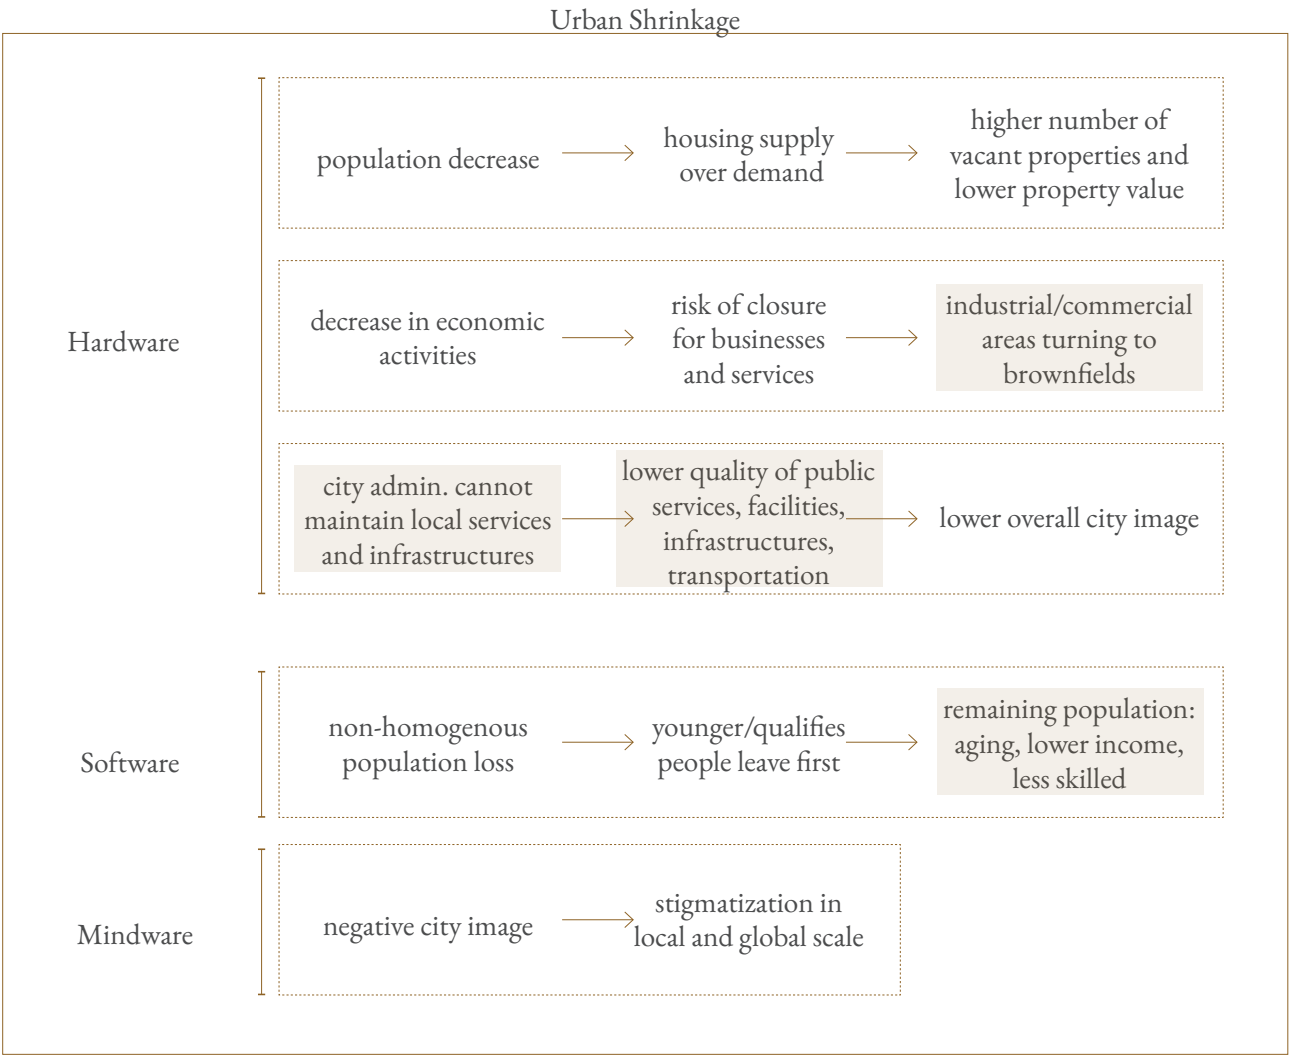 Urban Shrinkage
Hardware
population decrease
housing supply
over demand
higher number of
vacant properties and
lower property value
decrease in economic
activities
risk of closure
for businesses
and services
industrial/commercial
areas turning to
brownfields
city admin. cannot
maintain local services
and infrastructures
lower quality of public
services, facilities,
infrastructures,
transportation
lower overall city image
Software
non-homogenous
population loss
younger/qualifies
people leave first
remaining population:
aging, lower income,
less skilled
Mindware
negative city image
stigmatization in
local and global scale